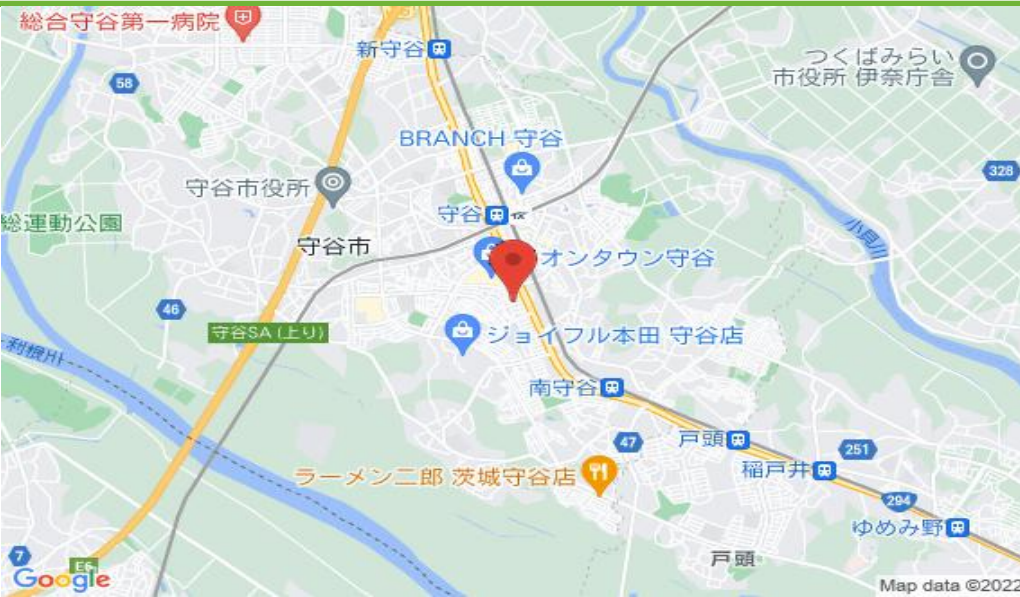 総合守谷第一病院
新守谷
つくばみらい
市役所 伊奈庁舎
58
BRANCH 守谷
328
守谷市役所
守谷
総運動公園
守谷市
小貝川
オンタウン守谷
46
守谷SA (上り)
ジョイフル本田 守谷店
利根川
南守谷
47
戸頭
251
稲戸井
ラーメン二郎 茨城守谷店
294
ゆめみ野
7
戸頭
E6
Google
Map data ©2022